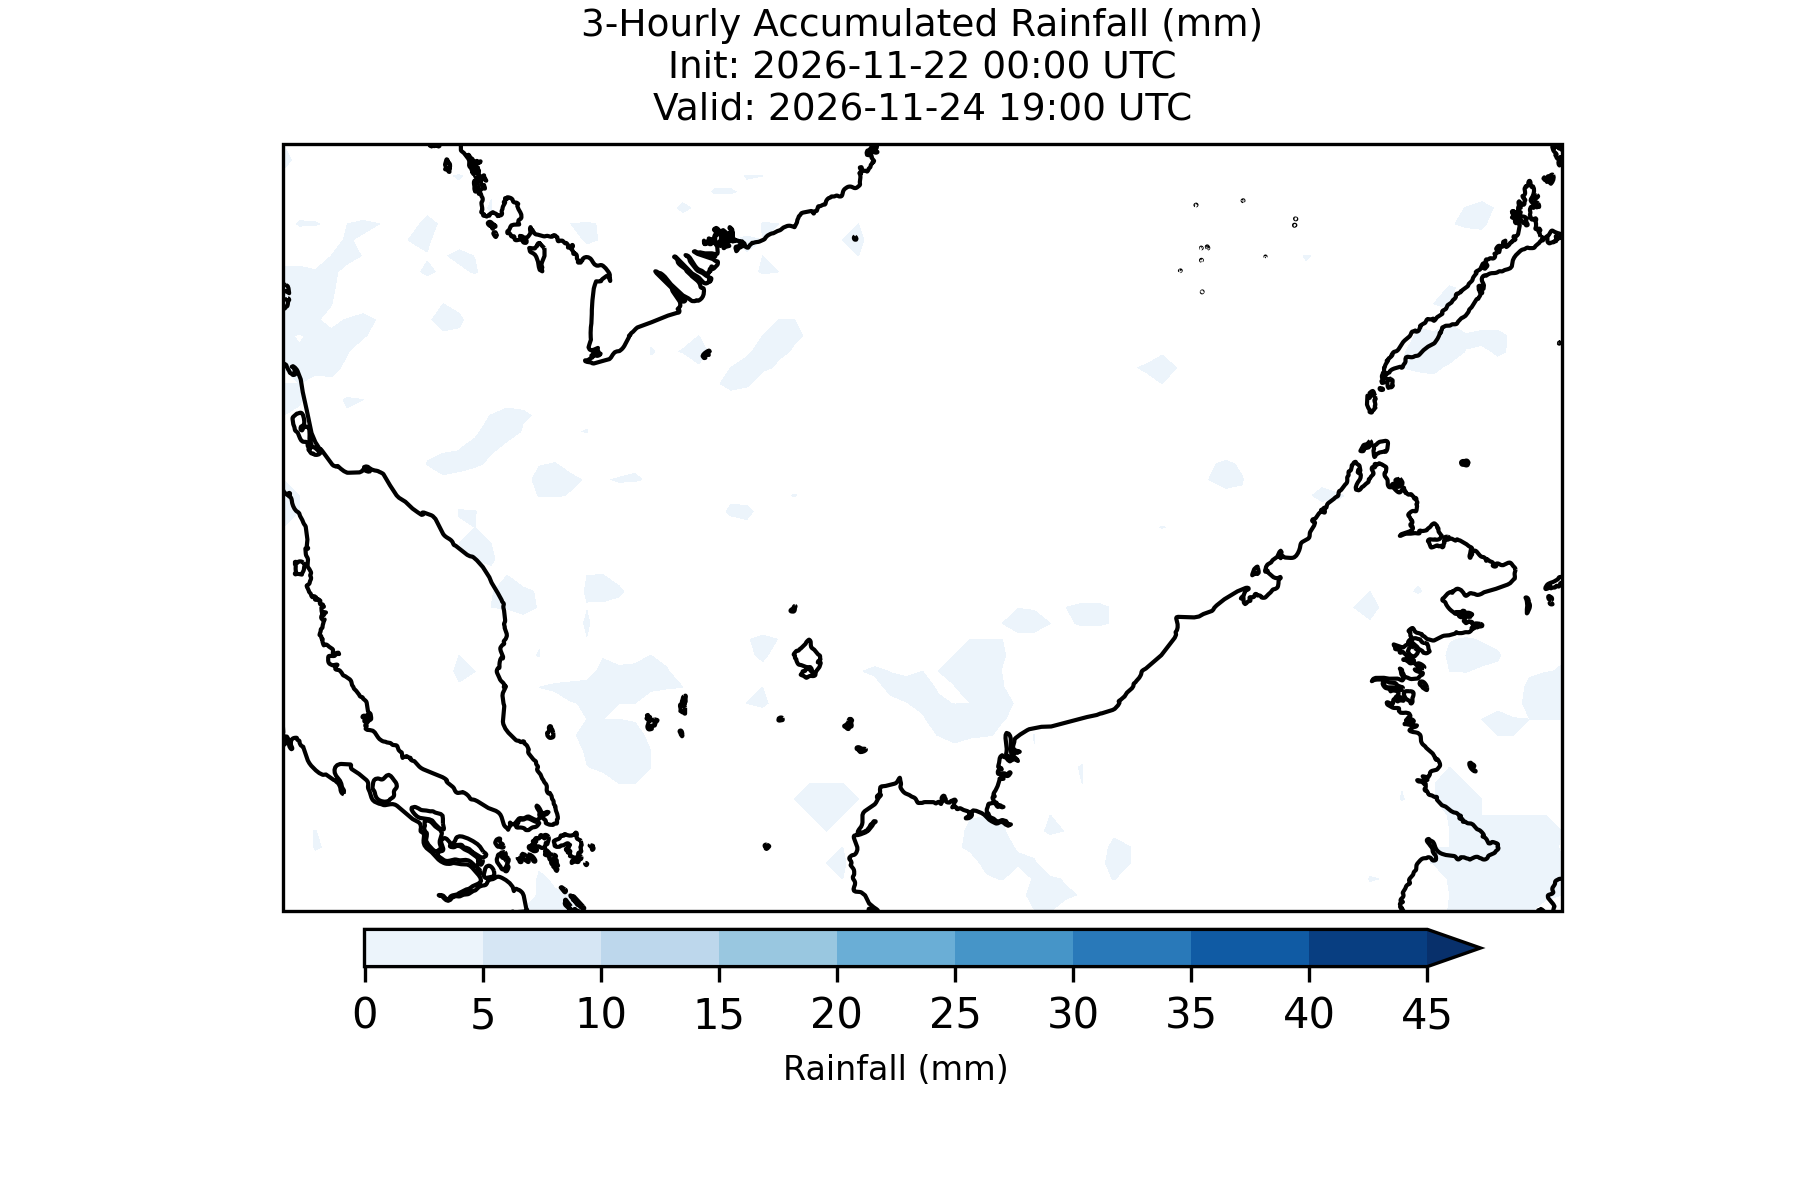 3-Hourly Accumulated Rainfall (mm)
Init: 2026-11-22 00:00 UTC
Valid: 2026-11-24 19:00 UTC
0 5 10 15 20 25 30 35 40 45
Rainfall (mm)